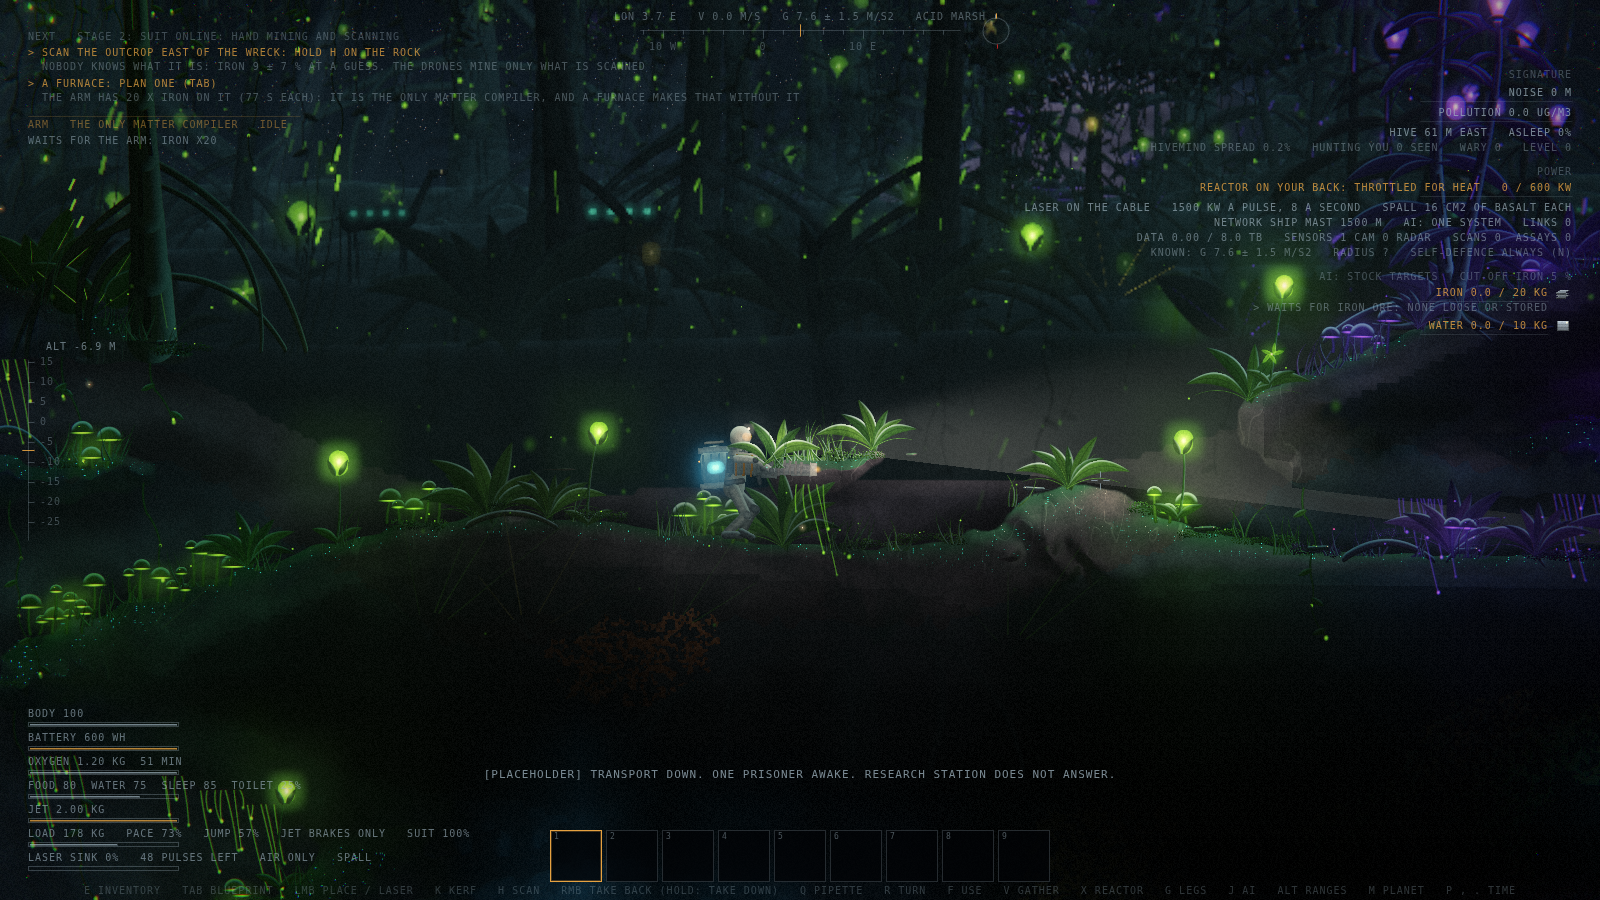 LON 3.7 E   V 0.0 M/S   G 7.6 ± 1.5 M/S2   ACID MARSH
10 W   0   10 E
NEXT   STAGE 2: SUIT ONLINE: HAND MINING AND SCANNING
> SCAN THE OUTCROP EAST OF THE WRECK: HOLD H ON THE ROCK
NOBODY KNOWS WHAT IT IS: IRON 9 ± 7 % AT A GUESS. THE DRONES MINE ONLY WHAT IS SCANNED
> A FURNACE: PLAN ONE (TAB)
THE ARM HAS 20 X IRON ON IT (77 S EACH): IT IS THE ONLY MATTER COMPILER, AND A FURNACE MAKES THAT WITHOUT IT
ARM   THE ONLY MATTER COMPILER   IDLE
WAITS FOR THE ARM: IRON X20
SIGNATURE
NOISE 0 M
POLLUTION 0.0 UG/M3
HIVE 61 M EAST   ASLEEP 0%
HIVEMIND SPREAD 0.2%   HUNTING YOU 0 SEEN   WARY 0   LEVEL 0
POWER
REACTOR ON YOUR BACK: THROTTLED FOR HEAT   0 / 600 KW
LASER ON THE CABLE   1500 KW A PULSE, 8 A SECOND   SPALL 16 CM2 OF BASALT EACH
NETWORK SHIP MAST 1500 M   AI: ONE SYSTEM   LINKS 0
DATA 0.00 / 8.0 TB   SENSORS 1 CAM 0 RADAR   SCANS 0   ASSAYS 0
KNOWN: G 7.6 ± 1.5 M/S2   RADIUS ?   SELF-DEFENCE ALWAYS (N)
AI: STOCK TARGETS   CUT-OFF IRON 5 %
IRON 0.0 / 20 KG
> WAITS FOR IRON ORE: NONE LOOSE OR STORED
WATER 0.0 / 10 KG
ALT -6.9 M
15
10
5
0
-5
-10
-15
-20
-25
BODY 100
BATTERY 600 WH
OXYGEN 1.20 KG   51 MIN
FOOD 80   WATER 75   SLEEP 85   TOILET %
JET 2.00 KG
LOAD 178 KG   PACE 73%   JUMP 57%   JET BRAKES ONLY   SUIT 100%
LASER SINK 0%   48 PULSES LEFT   AIR ONLY   SPALL
[PLACEHOLDER] TRANSPORT DOWN. ONE PRISONER AWAKE. RESEARCH STATION DOES NOT ANSWER.
1 2 3 4 5 6 7 8 9
E INVENTORY   TAB BLUEPRINT   LMB PLACE / LASER   K KERF   H SCAN   RMB TAKE BACK (HOLD: TAKE DOWN)   Q PIPETTE   R TURN   F USE   V GATHER   X REACTOR   G LEGS   J AI   ALT RANGES   M PLANET   P , . TIME